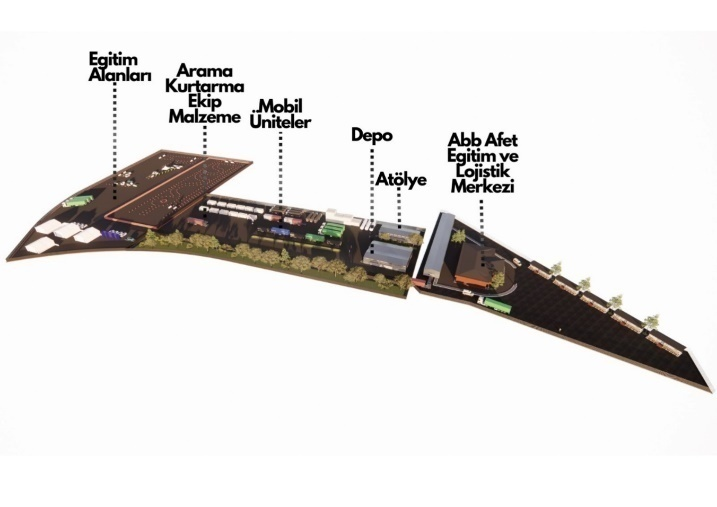 Egitim
Alanları
Arama
Kurtarma
Ekip
Malzeme
Mobil
Üniteler
Depo
Atölye
Abb Afet
Egitim ve
Lojistik
Merkezi